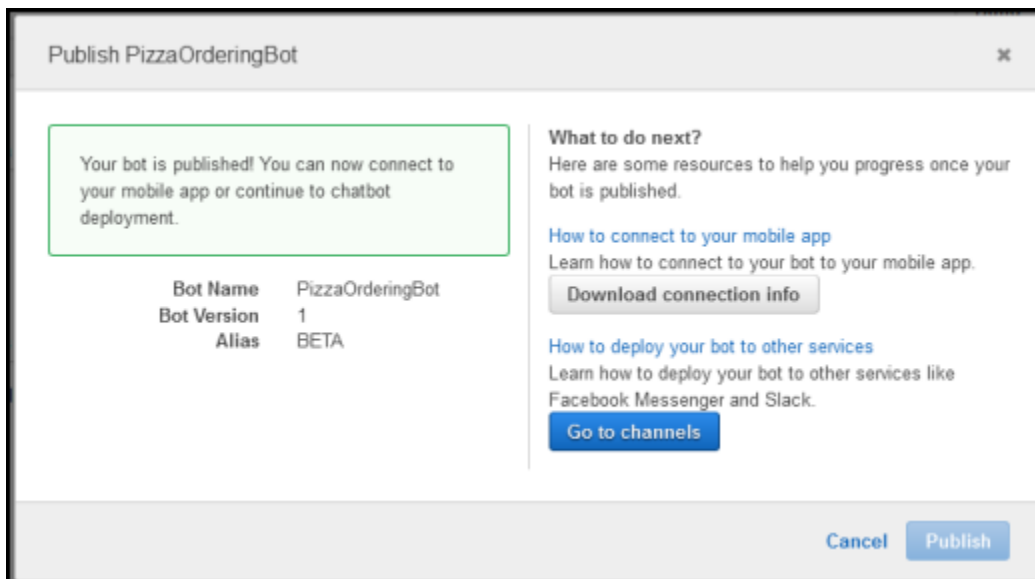 Publish PizzaOrderingBot
Your bot is published! You can now connect to
your mobile app or continue to chatbot
deployment.
Bot Name PizzaOrderingBot
Bot Version 1
Alias BETA
What to do next?
Here are some resources to help you progress once your
bot is published.
How to connect to your mobile app
Learn how to connect to your bot to your mobile app.
Download connection info
How to deploy your bot to other services
Learn how to deploy your bot to other services like
Facebook Messenger and Slack.
Go to channels
Cancel Publish